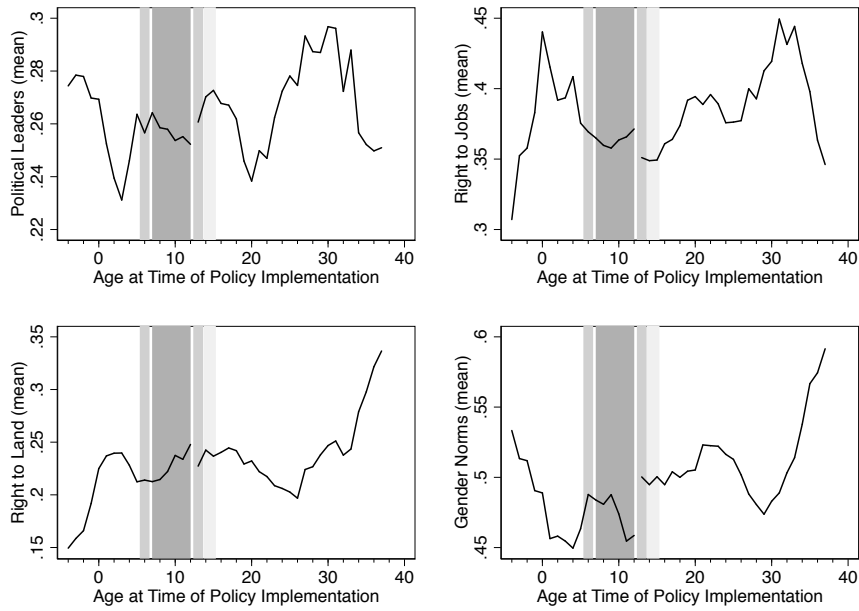 Political Leaders (mean)
.3
.28
.26
.24
.22
0 10 20 30 40
Age at Time of Policy Implementation
Right to Jobs (mean)
.45
.4
.35
.3
0 10 20 30 40
Age at Time of Policy Implementation
Right to Land (mean)
.35
.3
.25
.2
.15
0 10 20 30 40
Age at Time of Policy Implementation
Gender Norms (mean)
.6
.55
.5
.45
0 10 20 30 40
Age at Time of Policy Implementation